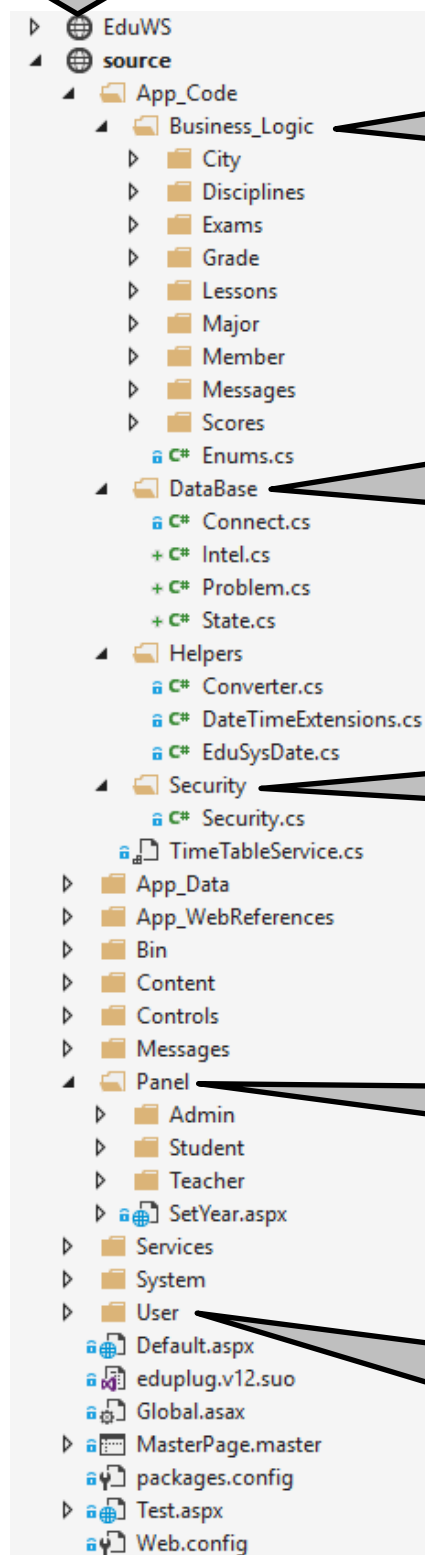 EduWS
source
App_Code
Business_Logic
City
Disciplines
Exams
Grade
Lessons
Major
Member
Messages
Scores
C# Enums.cs
DataBase
C# Connect.cs
+ C# Intel.cs
+ C# Problem.cs
+ C# State.cs
Helpers
C# Converter.cs
C# DateTimeExtensions.cs
C# EduSysDate.cs
Security
C# Security.cs
TimeTableService.cs
App_Data
App_WebReferences
Bin
Content
Controls
Messages
Panel
Admin
Student
Teacher
SetYear.aspx
Services
System
User
Default.aspx
eduplug.v12.suo
Global.asax
MasterPage.master
packages.config
Test.aspx
Web.config